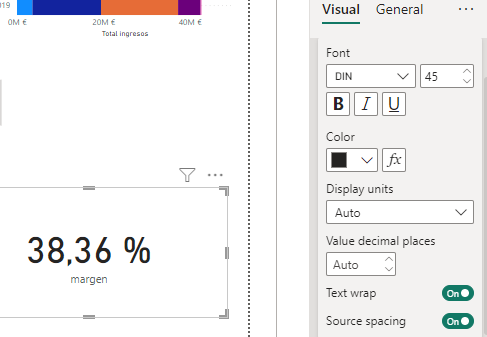 019
0M €
20M €
40M €
Total ingresos
38,36 %
margen
Visual
General
Font
DIN
45
B
I
U
Color
fx
Display units
Auto
Value decimal places
Auto
Text wrap
On
Source spacing
On